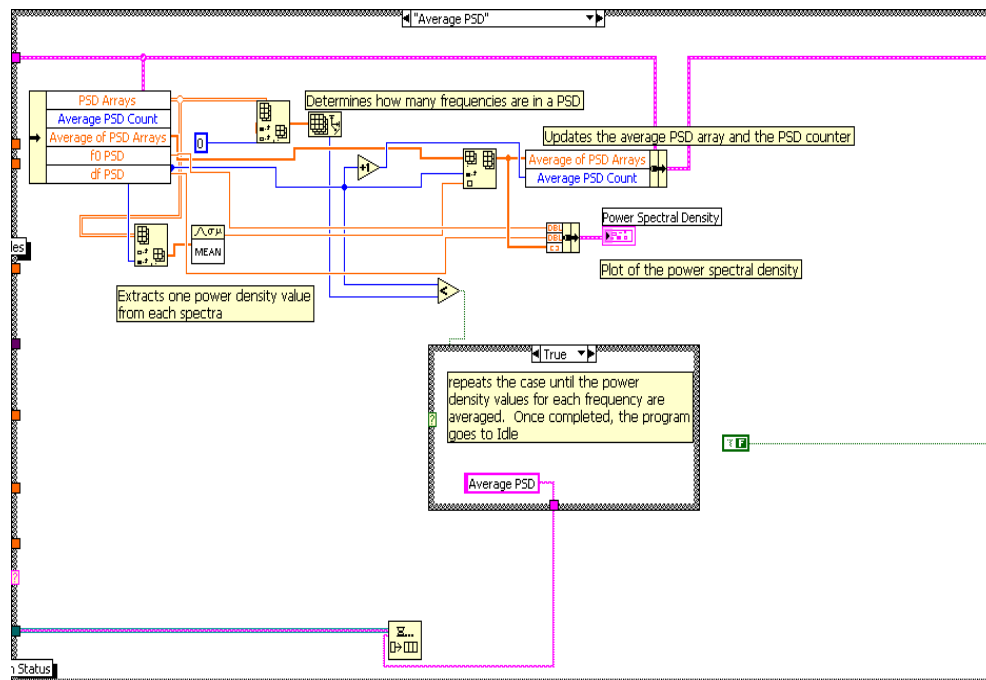 "Average PSD"
PSD Arrays
Average PSD Count
Average of PSD Arrays
f0 PSD
df PSD
0
Determines how many frequencies are in a PSD
+1
Updates the average PSD array and the PSD counter
Average of PSD Arrays
Average PSD Count
σμ
MEAN
DBL
DBL
Power Spectral Density
Plot of the power spectral density
Extracts one power density value
from each spectra
<
True
repeats the case until the power
density values for each frequency are
averaged. Once completed, the program
goes to Idle
?
F
Average PSD
?
les
n Status